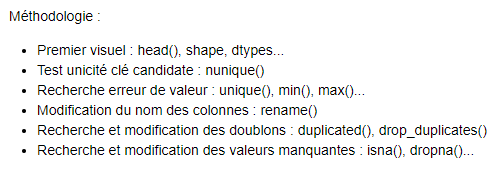 Méthodologie :
Premier visuel : head(), shape, dtypes...
Test unicité clé candidate : nunique()
Recherche erreur de valeur : unique(), min(), max()...
Modification du nom des colonnes : rename()
Recherche et modification des doublons : duplicated(), drop_duplicates()
Recherche et modification des valeurs manquantes : isna(), dropna()...